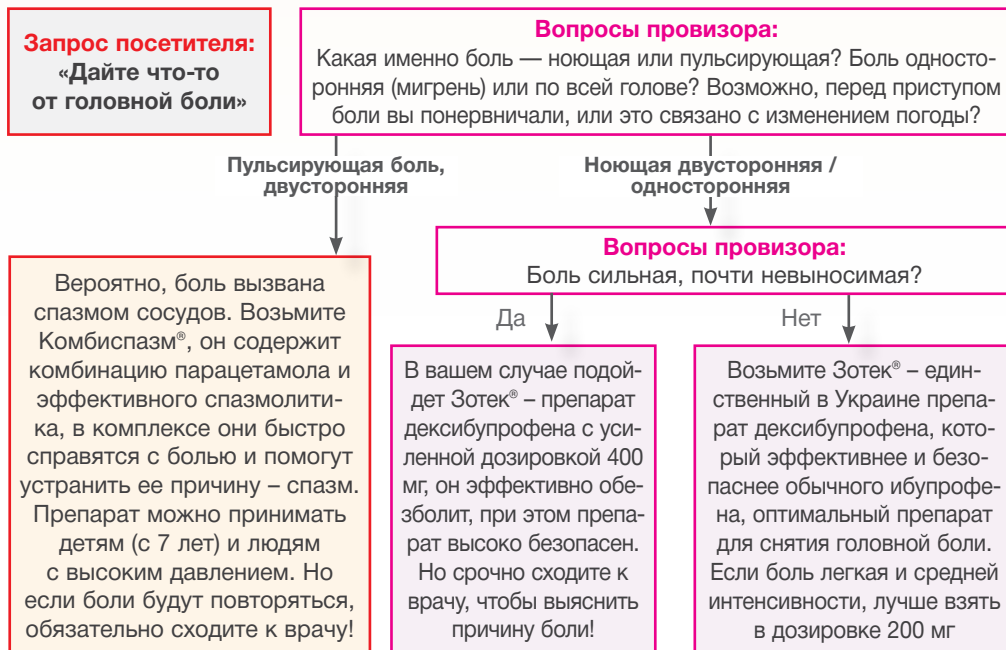 Запрос посетителя:
«Дайте что-то
от головной боли»
Вопросы провизора:
Какая именно боль — ноющая или пульсирующая? Боль односто-
ронняя (мигрень) или по всей голове? Возможно, перед приступом
боли вы понервничали, или это связано с изменением погоды?
Пульсирующая боль,
двусторонняя
Ноющая двусторонняя /
односторонняя
Вопросы провизора:
Боль сильная, почти невыносимая?
Да
Нет
Вероятно, боль вызвана
спазмом сосудов. Возьмите
Комбиспазм®, он содержит
комбинацию парацетамола и
эффективного спазмолити-
ка, в комплексе они быстро
справятся с болью и помогут
устранить ее причину – спазм.
Препарат можно принимать
детям (с 7 лет) и людям
с высоким давлением. Но
если боли будут повторяться,
обязательно сходите к врачу!
В вашем случае подой-
дет Зотек® – препарат
дексибупрофена с уси-
ленной дозировкой 400
мг, он эффективно обе-
зболит, при этом препа-
рат высоко безопасен.
Но срочно сходите к
врачу, чтобы выяснить
причину боли!
Возьмите Зотек® – един-
ственный в Украине препа-
рат дексибупрофена, кото-
рый эффективнее и безо-
паснее обычного ибупрофе-
на, оптимальный препарат
для снятия головной боли.
Если боль легкая и средней
интенсивности, лучше взять
в дозировке 200 мг